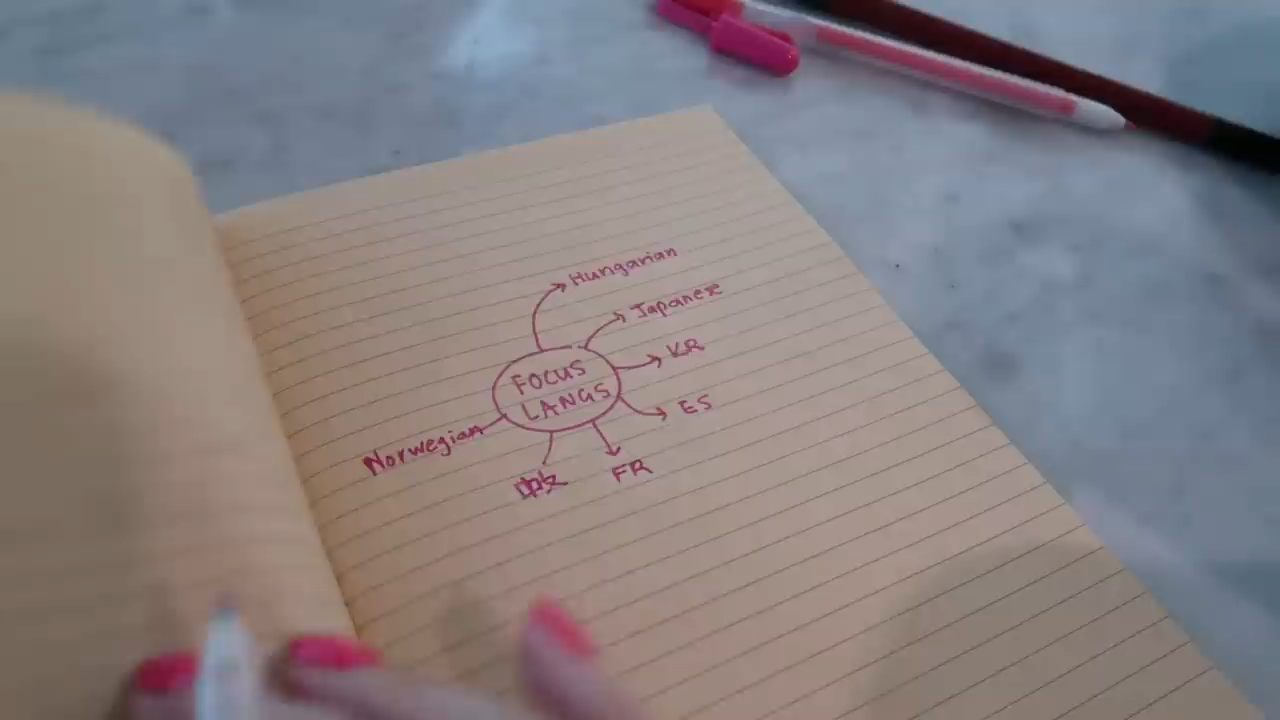 Hungarian
Japanese
KR
ES
FR
中文
Norwegian
FOCUS
LANGS